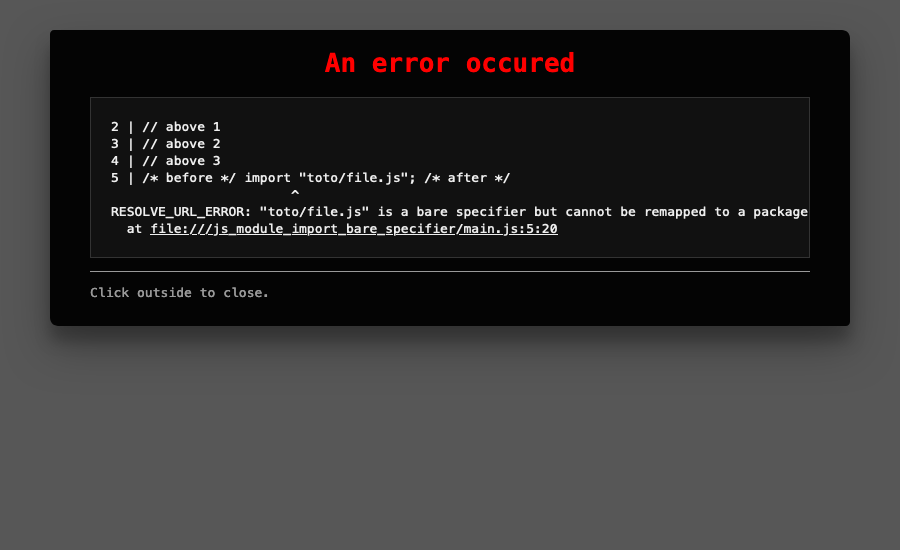 An error occured
2 | // above 1
3 | // above 2
4 | // above 3
5 | /* before */ import "toto/file.js"; /* after */
^
RESOLVE_URL_ERROR: "toto/file.js" is a bare specifier but cannot be remapped to a package
at file:///js_module_import_bare_specifier/main.js:5:20
Click outside to close.